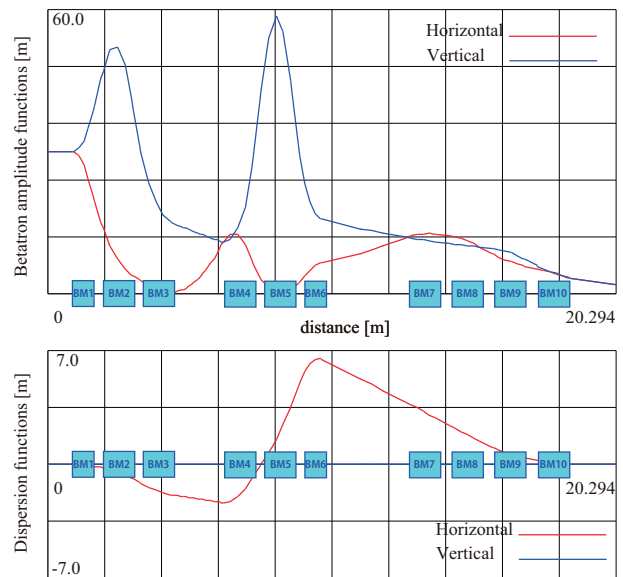 60.0
Betatron amplitude functions [m]
Horizontal
Vertical
BM1 BM2 BM3 BM4 BM5 BM6 BM7 BM8 BM9 BM10
0 distance [m] 20.294
7.0
Dispersion functions [m]
BM1 BM2 BM3 BM4 BM5 BM6 BM7 BM8 BM9 BM10
0 20.294
Horizontal
Vertical
-7.0